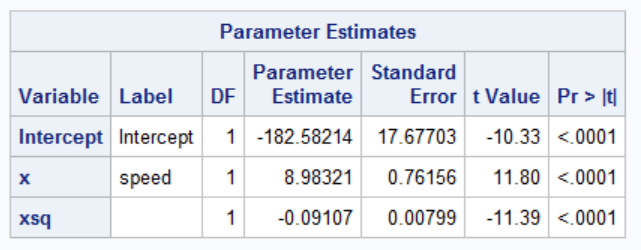 Parameter Estimates
Variable Label DF Parameter Estimate Standard Error t Value Pr > |t|
Intercept Intercept 1 -182.58214 17.67703 -10.33 <.0001
x speed 1 8.98321 0.76156 11.80 <.0001
xsq 1 -0.09107 0.00799 -11.39 <.0001